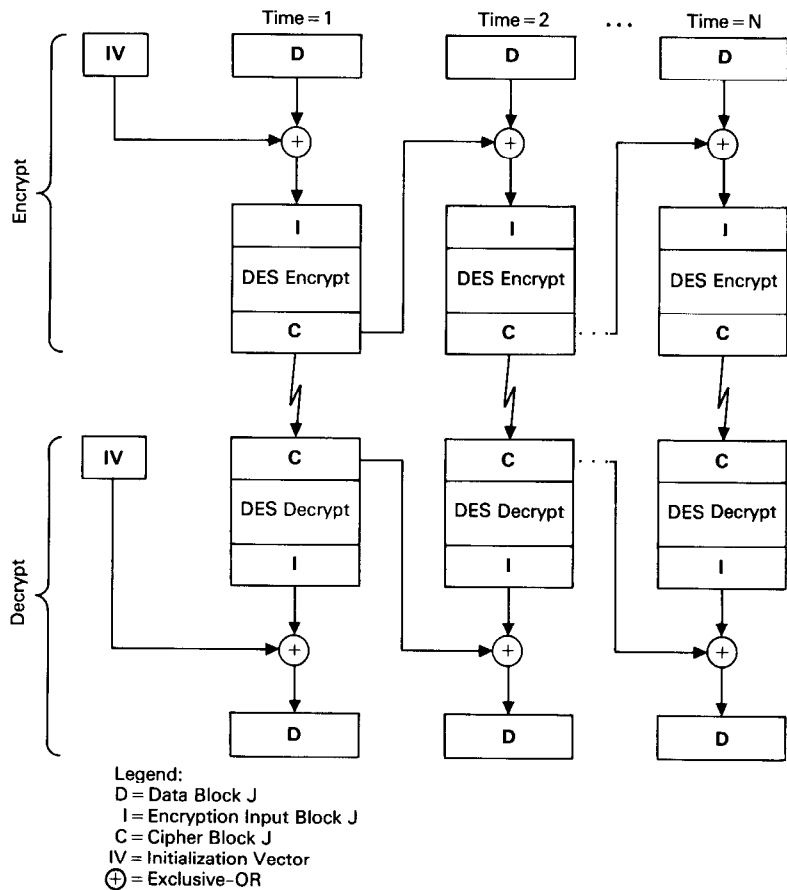 Time = 1
Time = 2
...
Time = N
IV
D
D
D
+
+
+
Encrypt
I
I
I
DES Encrypt
DES Encrypt
DES Encrypt
C
C
...
C
IV
C
C
...
C
DES Decrypt
DES Decrypt
DES Decrypt
Decrypt
I
I
I
+
+
+
D
D
D
Legend:
D = Data Block J
I = Encryption Input Block J
C = Cipher Block J
IV = Initialization Vector
⊕ = Exclusive-OR